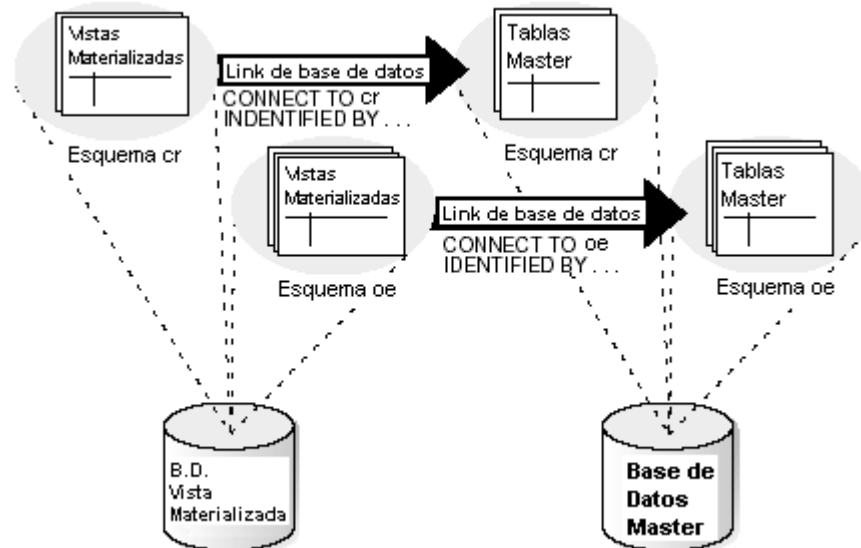 Vistas
Materializadas
Link de base de datos
CONNECT TO cr
INDENTIFIED BY . . .
Tablas
Master
Esquema cr
Esquema cr
Vistas
Materializadas
Link de base de datos
CONNECT TO oe
IDENTIFIED BY . . .
Tablas
Master
Esquema oe
Esquema oe
B.D.
Vista
Materializada
Base de
Datos
Master